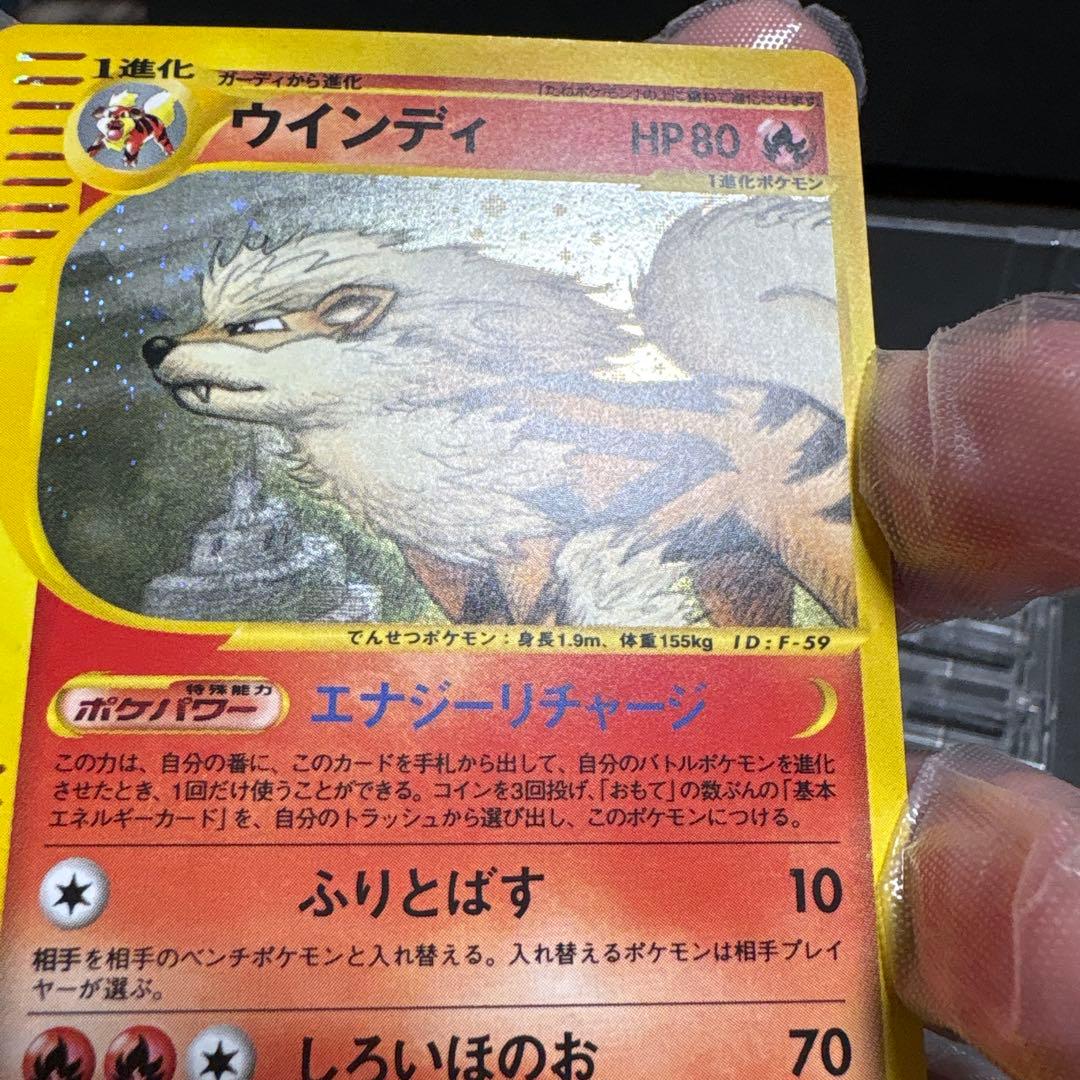 1進化
ガーディから進化
「たねポケモン」の上に重ねて進化させます
ウインディ HP80
1進化ポケモン
でんせつポケモン：身長1.9m、体重155kg ID：F-59
特殊能力
ポケパワー エナジーリチャージ
この力は、自分の番に、このカードを手札から出して、自分のバトルポケモンを進化
させたとき、1回だけ使うことができる。コインを3回投げ、「おもて」の数ぶんの「基本
エネルギーカード」を、自分のトラッシュから選び出し、このポケモンにつける。
ふりとばす 10
相手を相手のベンチポケモンと入れ替える。入れ替えるポケモンは相手プレイ
ヤーが選ぶ。
しろいほのお 70